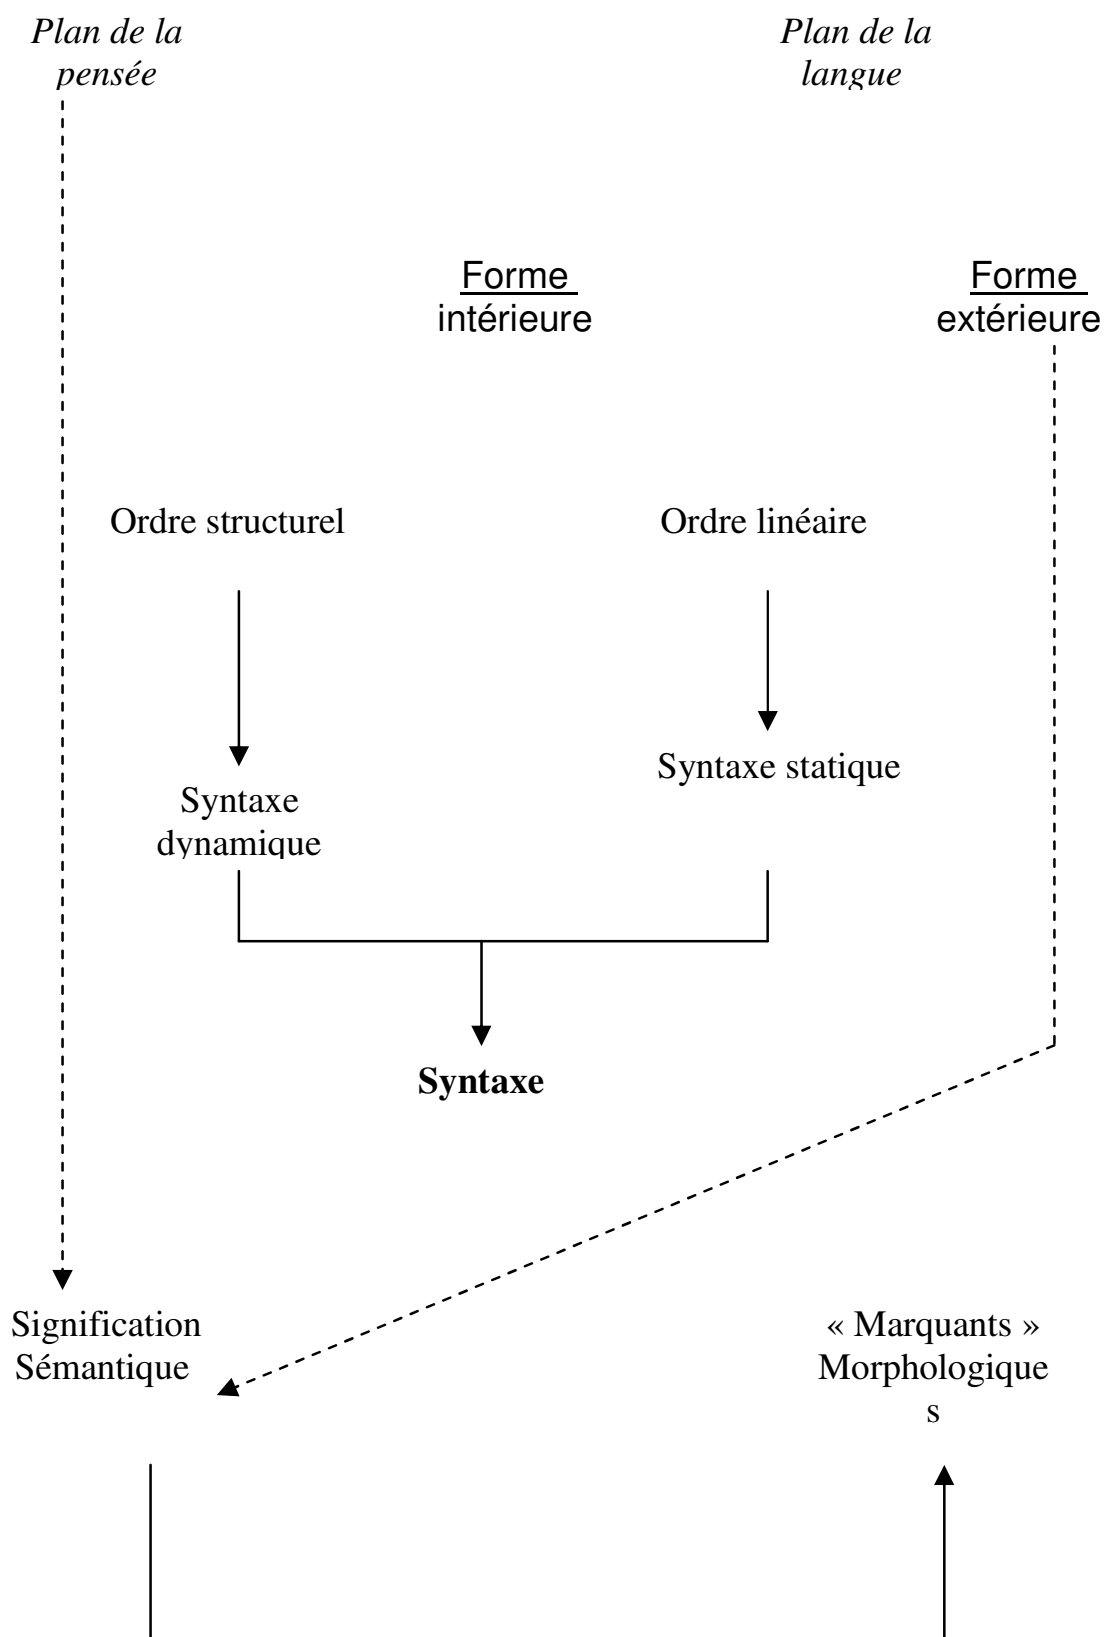 Plan de la
pensée
Plan de la
langue
Forme
intérieure
Forme
extérieure
Ordre structurel
Ordre linéaire
Syntaxe statique
Syntaxe
dynamique
Syntaxe
Signification
Sémantique
« Marquants »
Morphologique
s